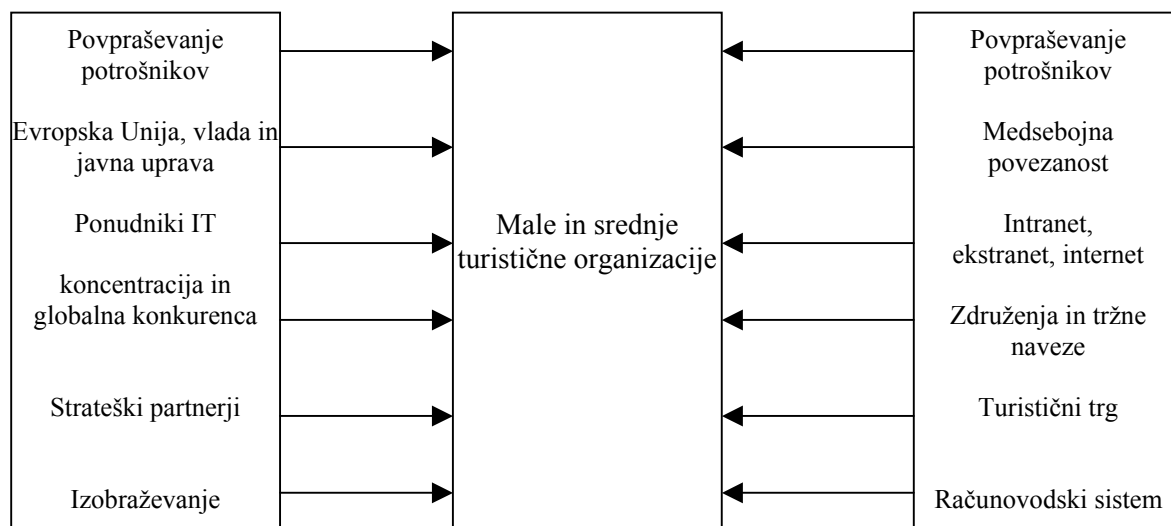 Povpraševanje
potrošnikov
Evropska Unija, vlada in
javna uprava
Ponudniki IT
koncentracija in
globalna konkurenca
Strateški partnerji
Izobraževanje
Male in srednje
turistične organizacije
Povpraševanje
potrošnikov
Medsebojna
povezanost
Intranet,
ekstranet, internet
Združenja in tržne
naveze
Turistični trg
Računovodski sistem